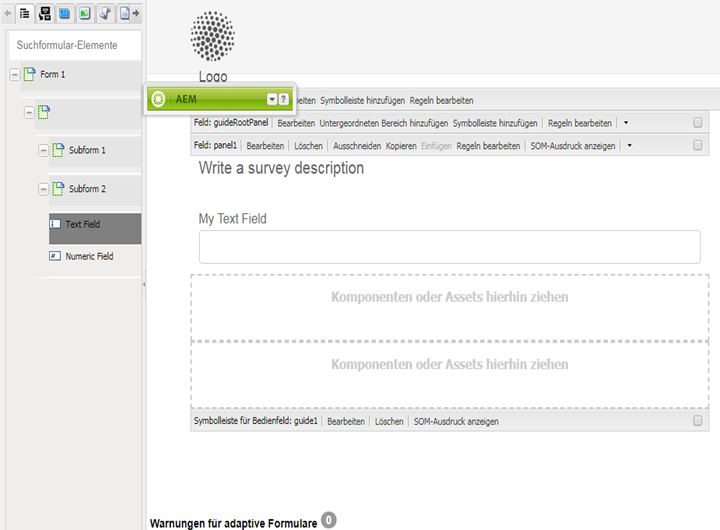 Suchformular-Elemente
Form 1
Subform 1
Subform 2
Text Field
Numeric Field
Logo
AEM ?
Symbolleiste hinzufügen Regeln bearbeiten
Feld: guideRootPanel Bearbeiten Untergeordneten Bereich hinzufügen Symbolleiste hinzufügen Regeln bearbeiten
Feld: panel1 Bearbeiten Löschen Ausschneiden Kopieren Einfügen Regeln bearbeiten SOM-Ausdruck anzeigen
Write a survey description
My Text Field
Komponenten oder Assets hierhin ziehen
Komponenten oder Assets hierhin ziehen
Symbolleiste für Bedienfeld: guide1 Bearbeiten Löschen SOM-Ausdruck anzeigen
Warnungen für adaptive Formulare 0